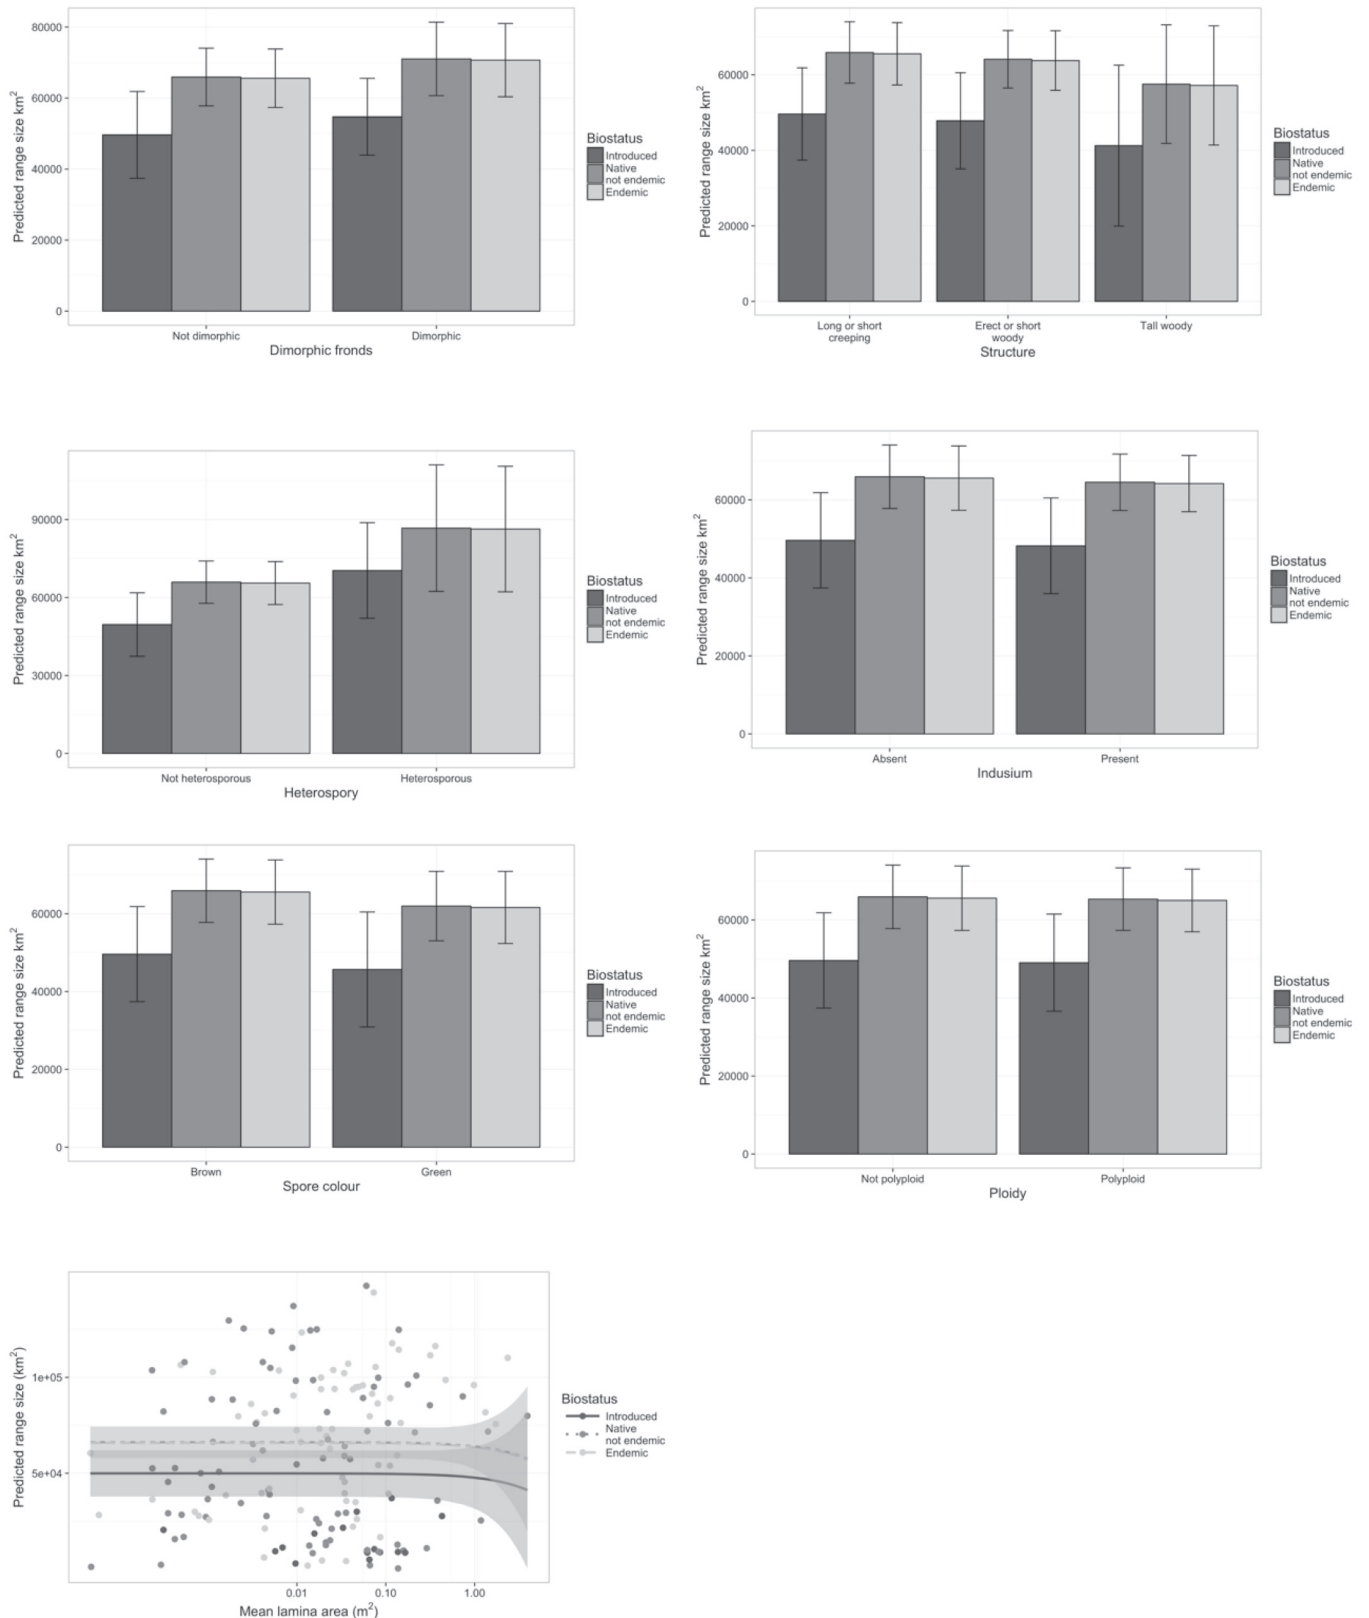 80000
60000
40000
20000
0
Predicted range size km²
Not dimorphic
Dimorphic
Dimorphic fronds
Biostatus
Introduced
Native
not endemic
Endemic
60000
40000
20000
0
Predicted range size km²
Long or short
creeping
Erect or short
woody
Tall woody
Structure
Biostatus
Introduced
Native
not endemic
Endemic
90000
60000
30000
0
Predicted range size km²
Not heterosporous
Heterosporous
Heterospory
Biostatus
Introduced
Native
not endemic
Endemic
60000
40000
20000
0
Predicted range size km²
Absent
Present
Indusium
Biostatus
Introduced
Native
not endemic
Endemic
60000
40000
20000
0
Predicted range size km²
Brown
Green
Spore colour
Biostatus
Introduced
Native
not endemic
Endemic
60000
40000
20000
0
Predicted range size km²
Not polyploid
Polyploid
Ploidy
Biostatus
Introduced
Native
not endemic
Endemic
1e+05
5e+04
Predicted range size (km²)
0.01
0.10
1.00
Mean lamina area (m²)
Biostatus
Introduced
Native
not endemic
Endemic